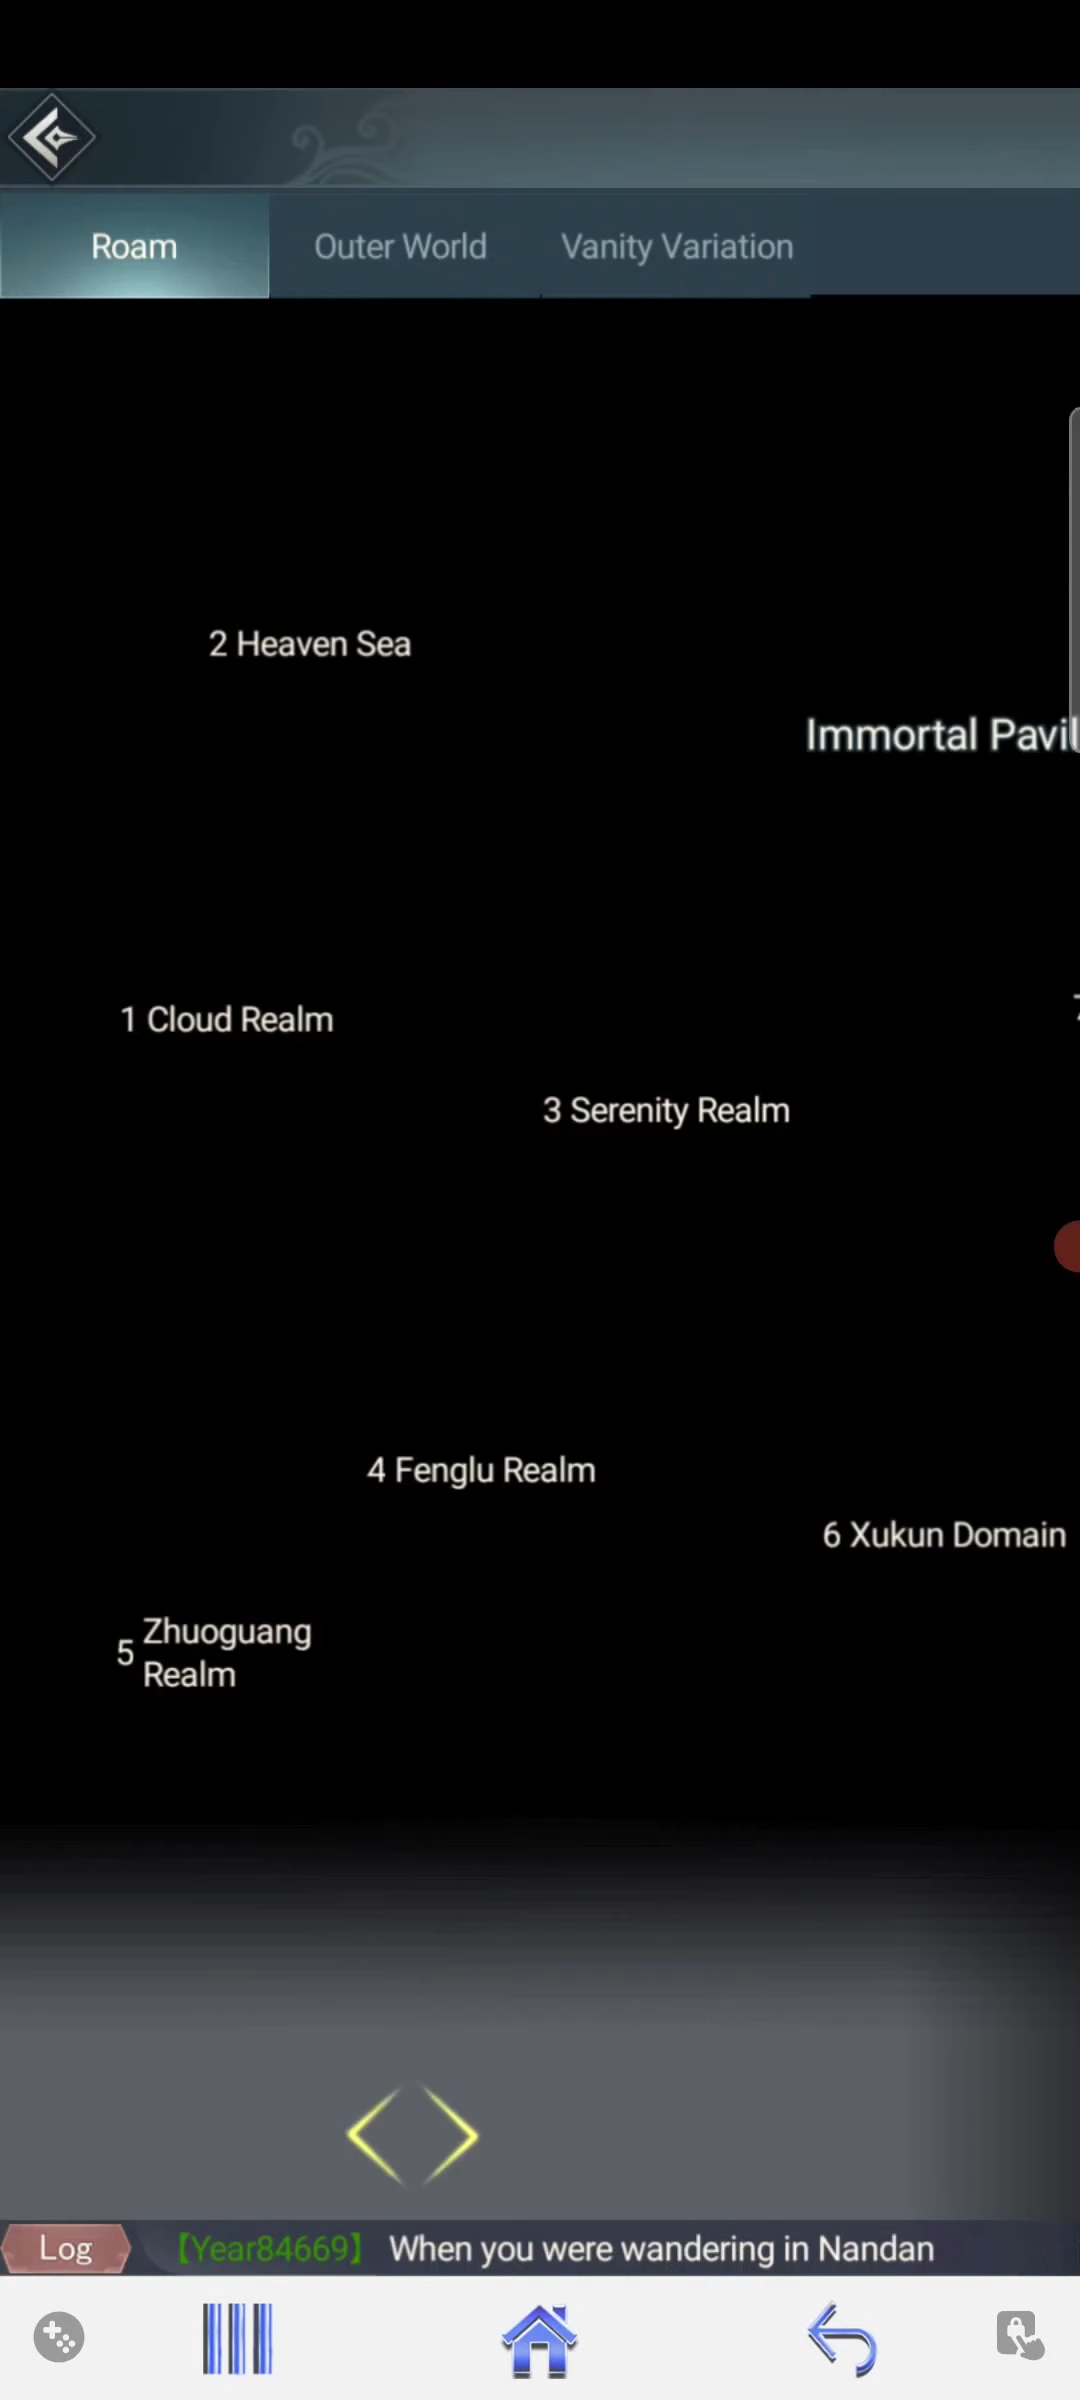 Roam
Outer World
Vanity Variation
2 Heaven Sea
Immortal
1 Cloud Realm
3 Serenity Realm
4 Fenglu Realm
6 Xukun Domain
5 Zhuoguang
Realm
Log
【Year84669】 When you were wandering in Nandan